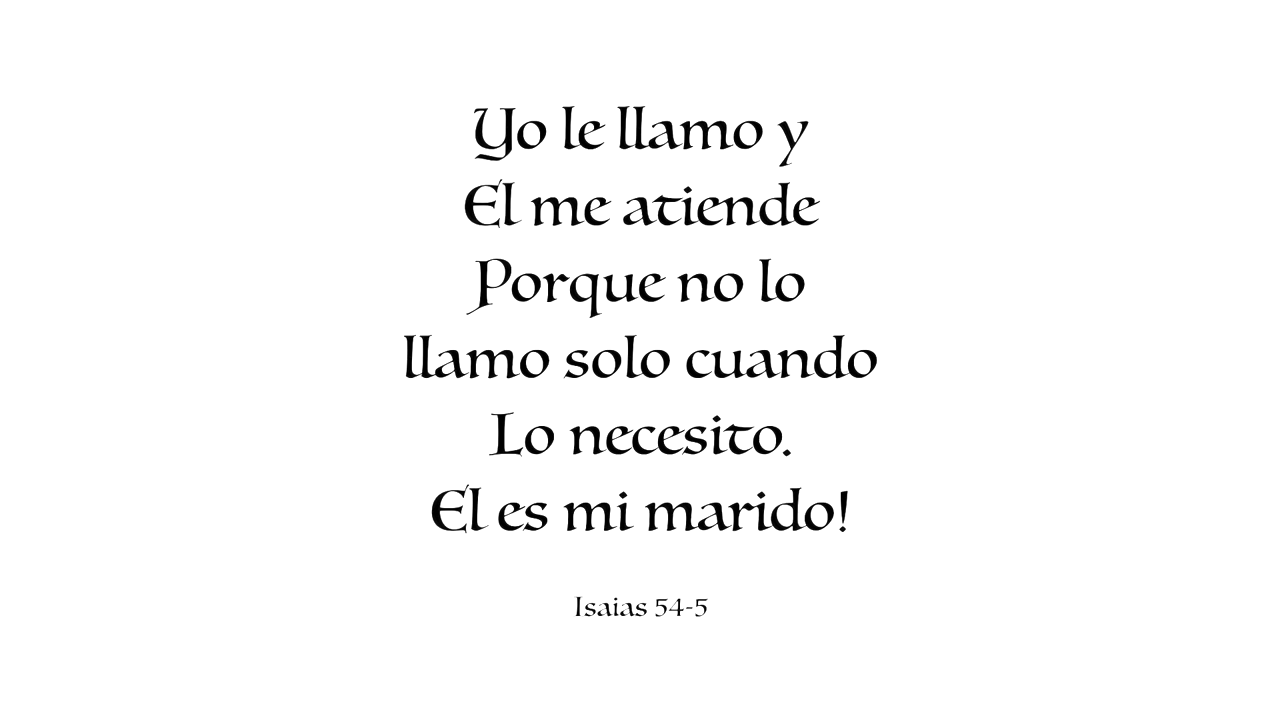 Yo le llamo y
El me atiende
Porque no lo
llamo solo cuando
Lo necesito.
El es mi marido!
Isaias 54-5